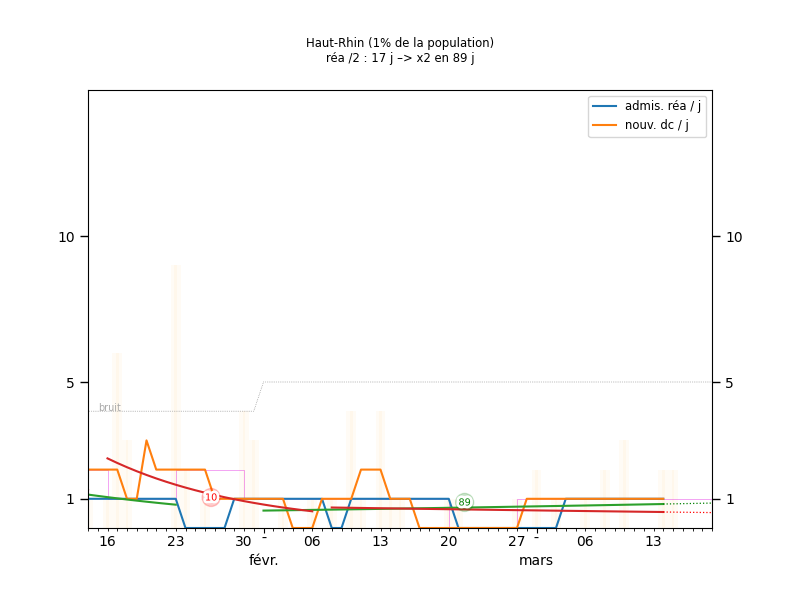 Haut-Rhin (1% de la population)
réa /2 : 17 j –> x2 en 89 j
admis. réa / j
nouv. dc / j
10
10
5
5
bruit
10
89
1
1
16
23
30
-
06
13
20
27
-
06
13
févr.
mars